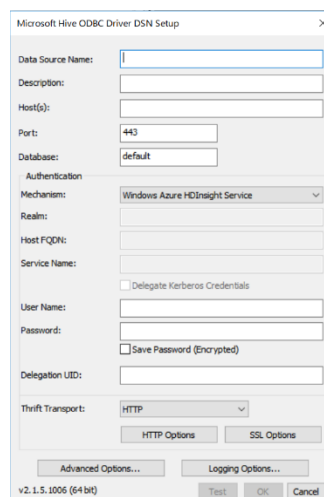 Microsoft Hive ODBC Driver DSN Setup
Data Source Name:
Description:
Host(s):
Port: 443
Database: default
Authentication
Mechanism: Windows Azure HDInsight Service
Realm:
Host FQDN:
Service Name:
Delegate Kerberos Credentials
User Name:
Password:
Save Password (Encrypted)
Delegation UID:
Thrift Transport: HTTP
HTTP Options SSL Options
Advanced Options... Logging Options...
v2.1.5.1006 (64 bit) Test OK Cancel